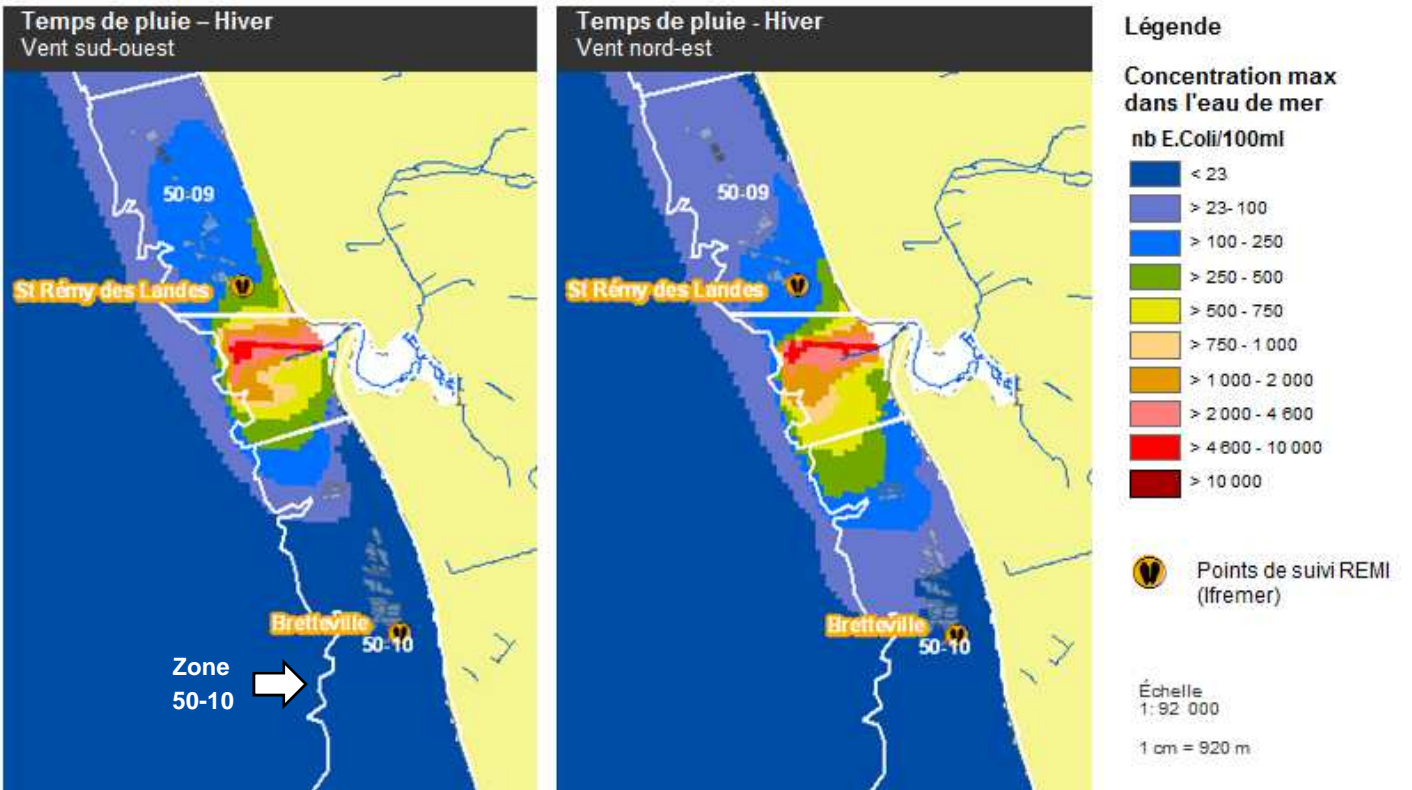 Temps de pluie – Hiver
Vent sud-ouest
50-09
St Rémy des Landes
Bretteville
50-10
Zone
50-10
Temps de pluie - Hiver
Vent nord-est
50-09
St Rémy des Landes
Bretteville
50-10
Légende
Concentration max
dans l'eau de mer
nb E.Coli/100ml
< 23
> 23- 100
> 100 - 250
> 250 - 500
> 500 - 750
> 750 - 1 000
> 1 000 - 2 000
> 2 000 - 4 600
> 4 600 - 10 000
> 10 000
Points de suivi REMI
(Ifremer)
Échelle
1: 92 000
1 cm = 920 m